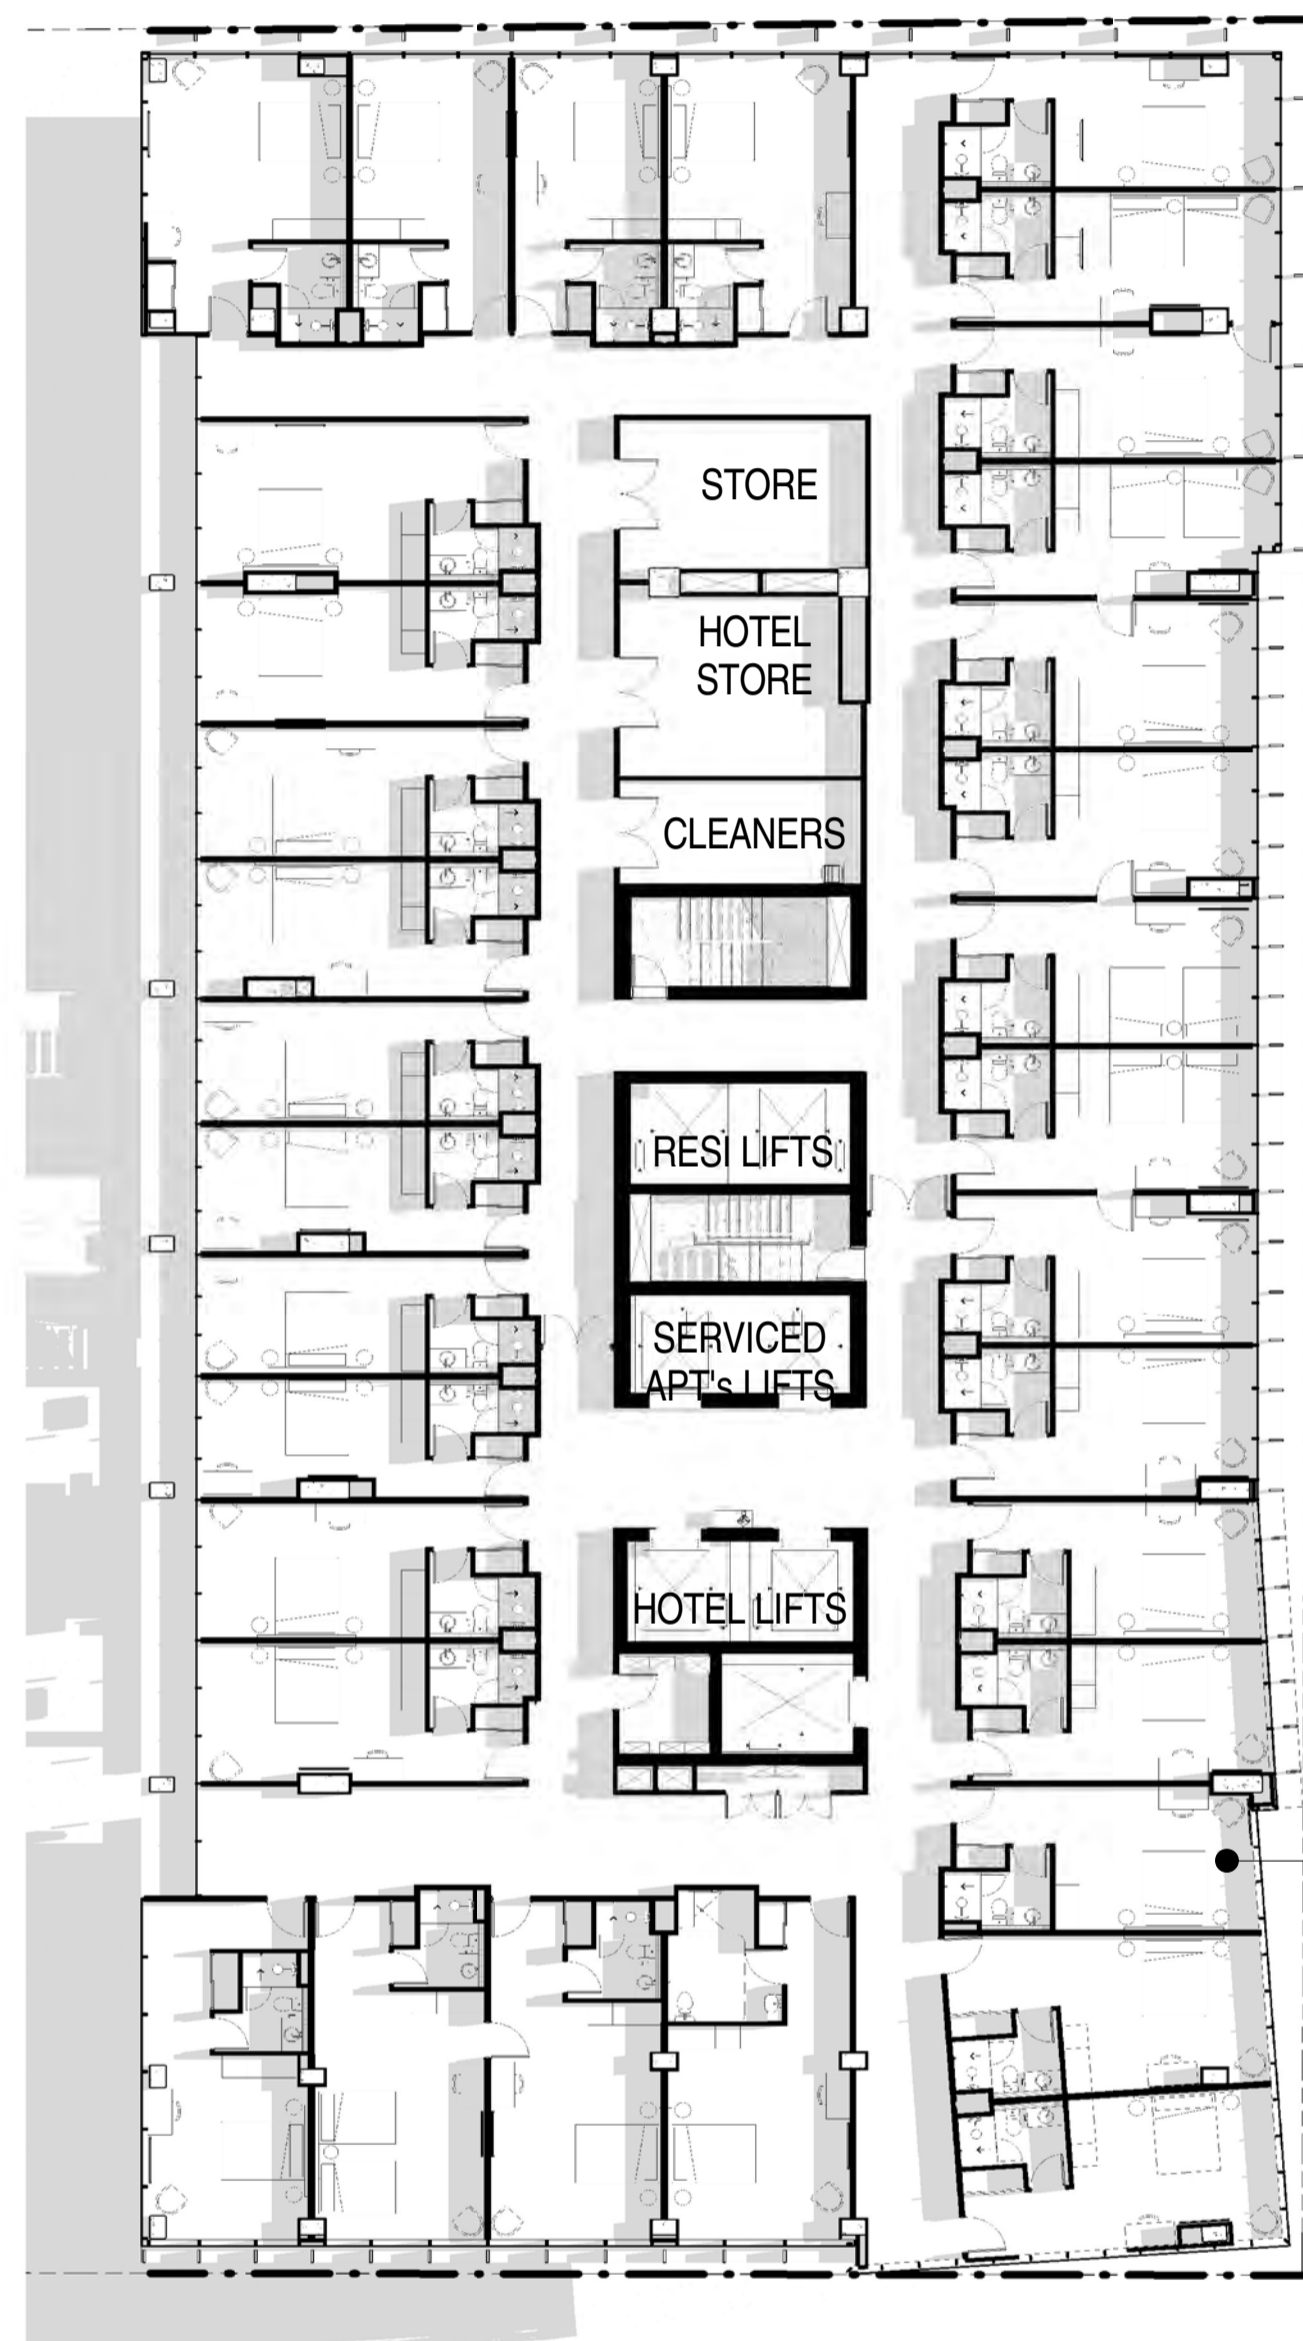 STORE
HOTEL
STORE
CLEANERS
RESI LIFTS
SERVICED
APT's LIFTS
HOTEL LIFTS